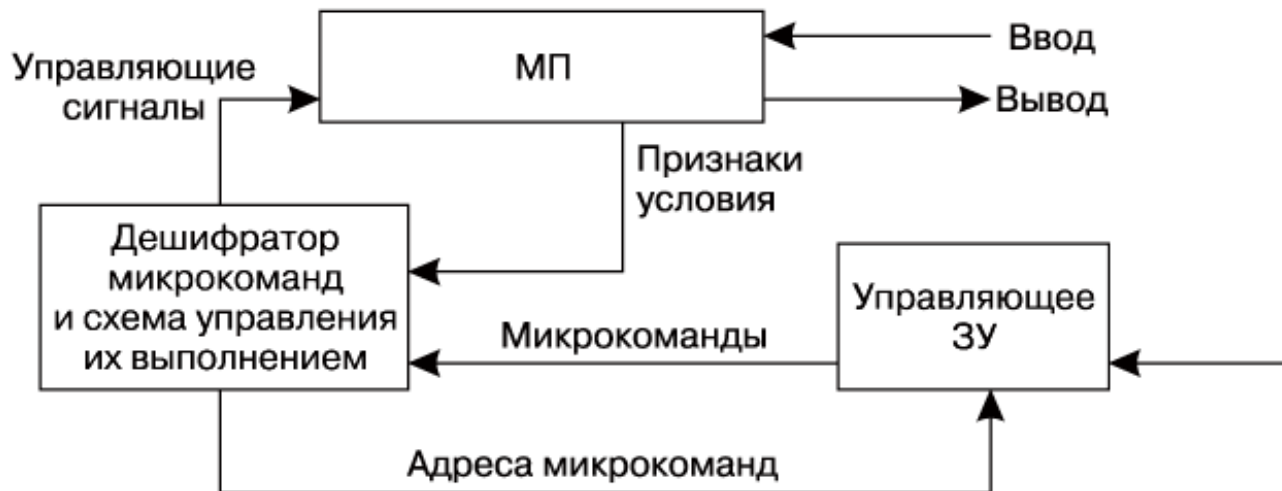 МП
Ввод
Вывод
Управляющие
сигналы
Признаки
условия
Дешифратор
микрокоманд
и схема управления
их выполнением
Управляющее
ЗУ
Микрокоманды
Адреса микрокоманд